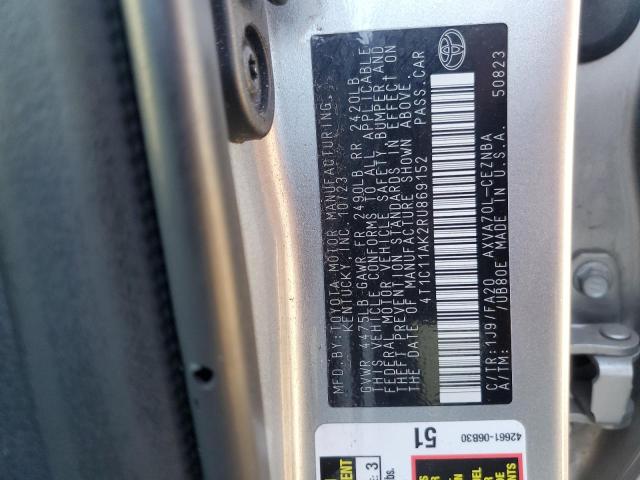 MFD. BY: TOYOTA MOTOR MANUFACTURING,
KENTUCKY, INC. 10/23
GVWR 4475LB GAWR FR 2490LB RR 2420LB
THIS VEHICLE CONFORMS TO ALL APPLICABLE
FEDERAL MOTOR VEHICLE SAFETY, BUMPER AND
THEFT PREVENTION STANDARDS IN EFFECT ON
THE DATE OF MANUFACTURE SHOWN ABOVE
4T1C11AK2RU869152 PASS. CAR
C/TR: 1J9/FA20 AXVA70L-CEZNBA
A/TM: /UB80E MADE IN U.S.A. 50823
51
42661-06B30
3